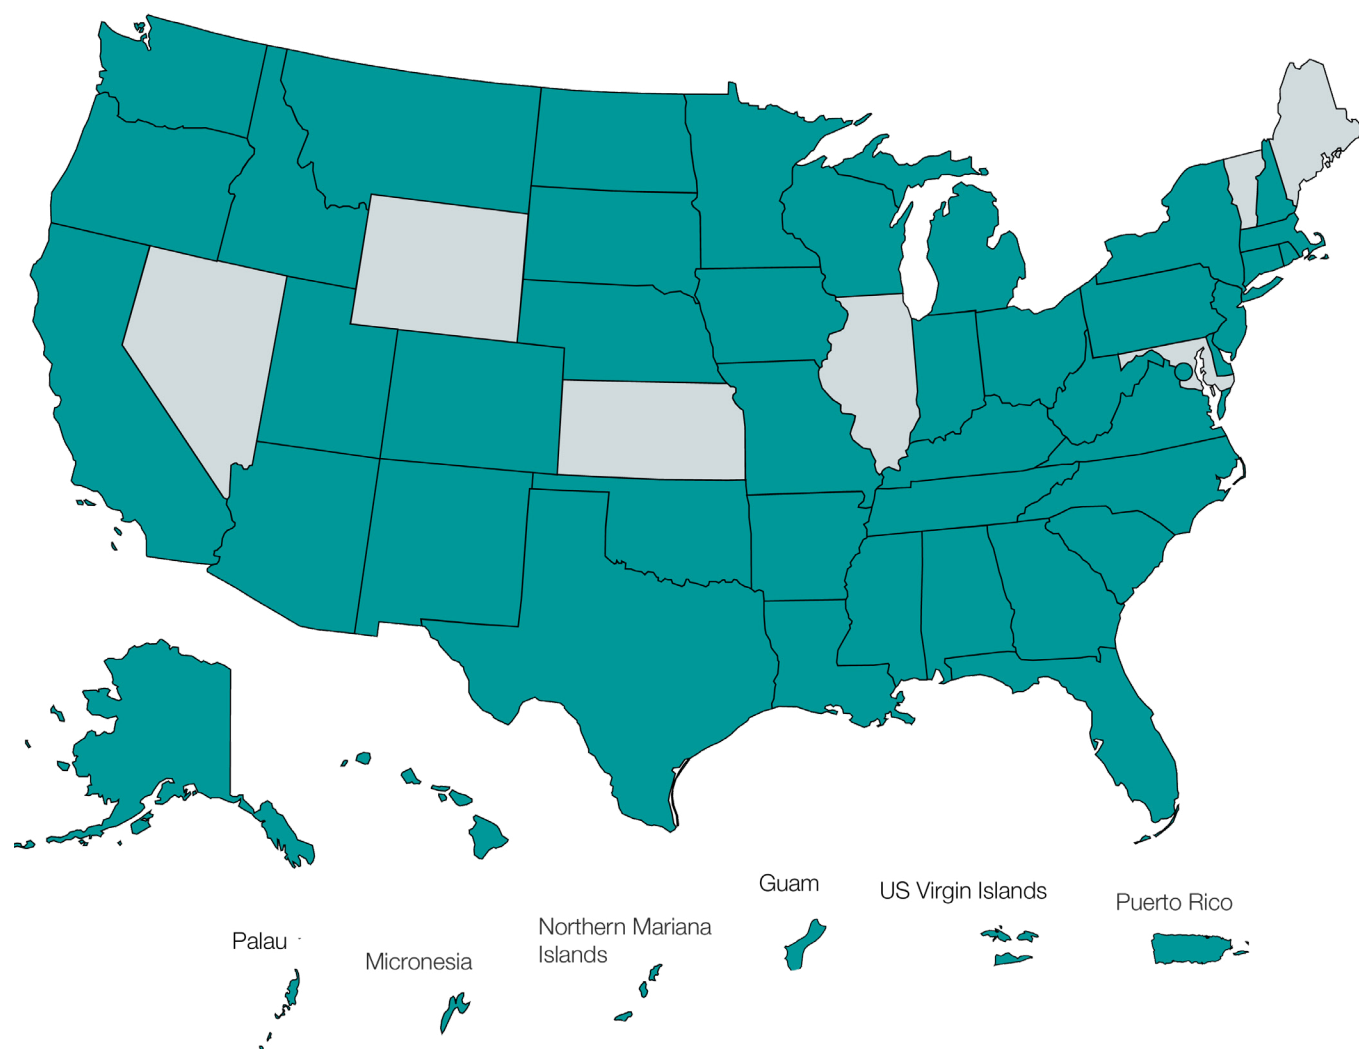 Guam
US Virgin Islands
Puerto Rico
Northern Mariana
Islands
Palau
Micronesia